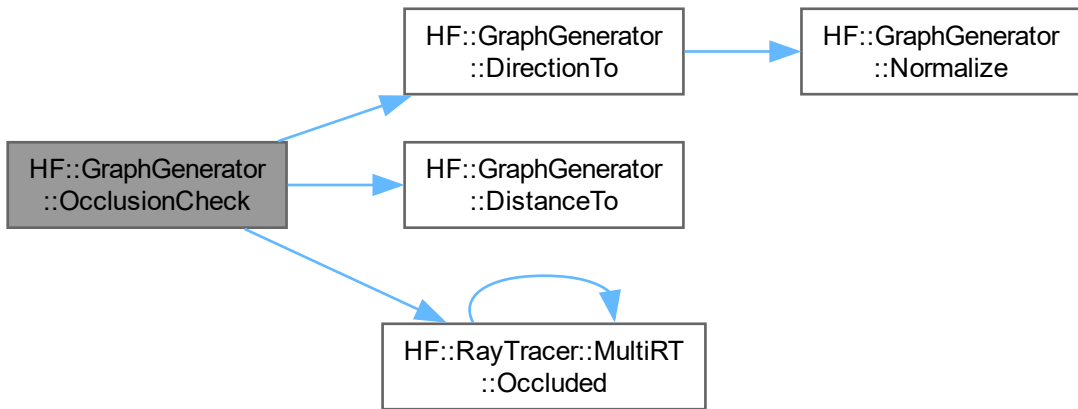 HF::GraphGenerator
::OcclusionCheck
HF::GraphGenerator
::DirectionTo
HF::GraphGenerator
::Normalize
HF::GraphGenerator
::DistanceTo
HF::RayTracer::MultiRT
::Occluded